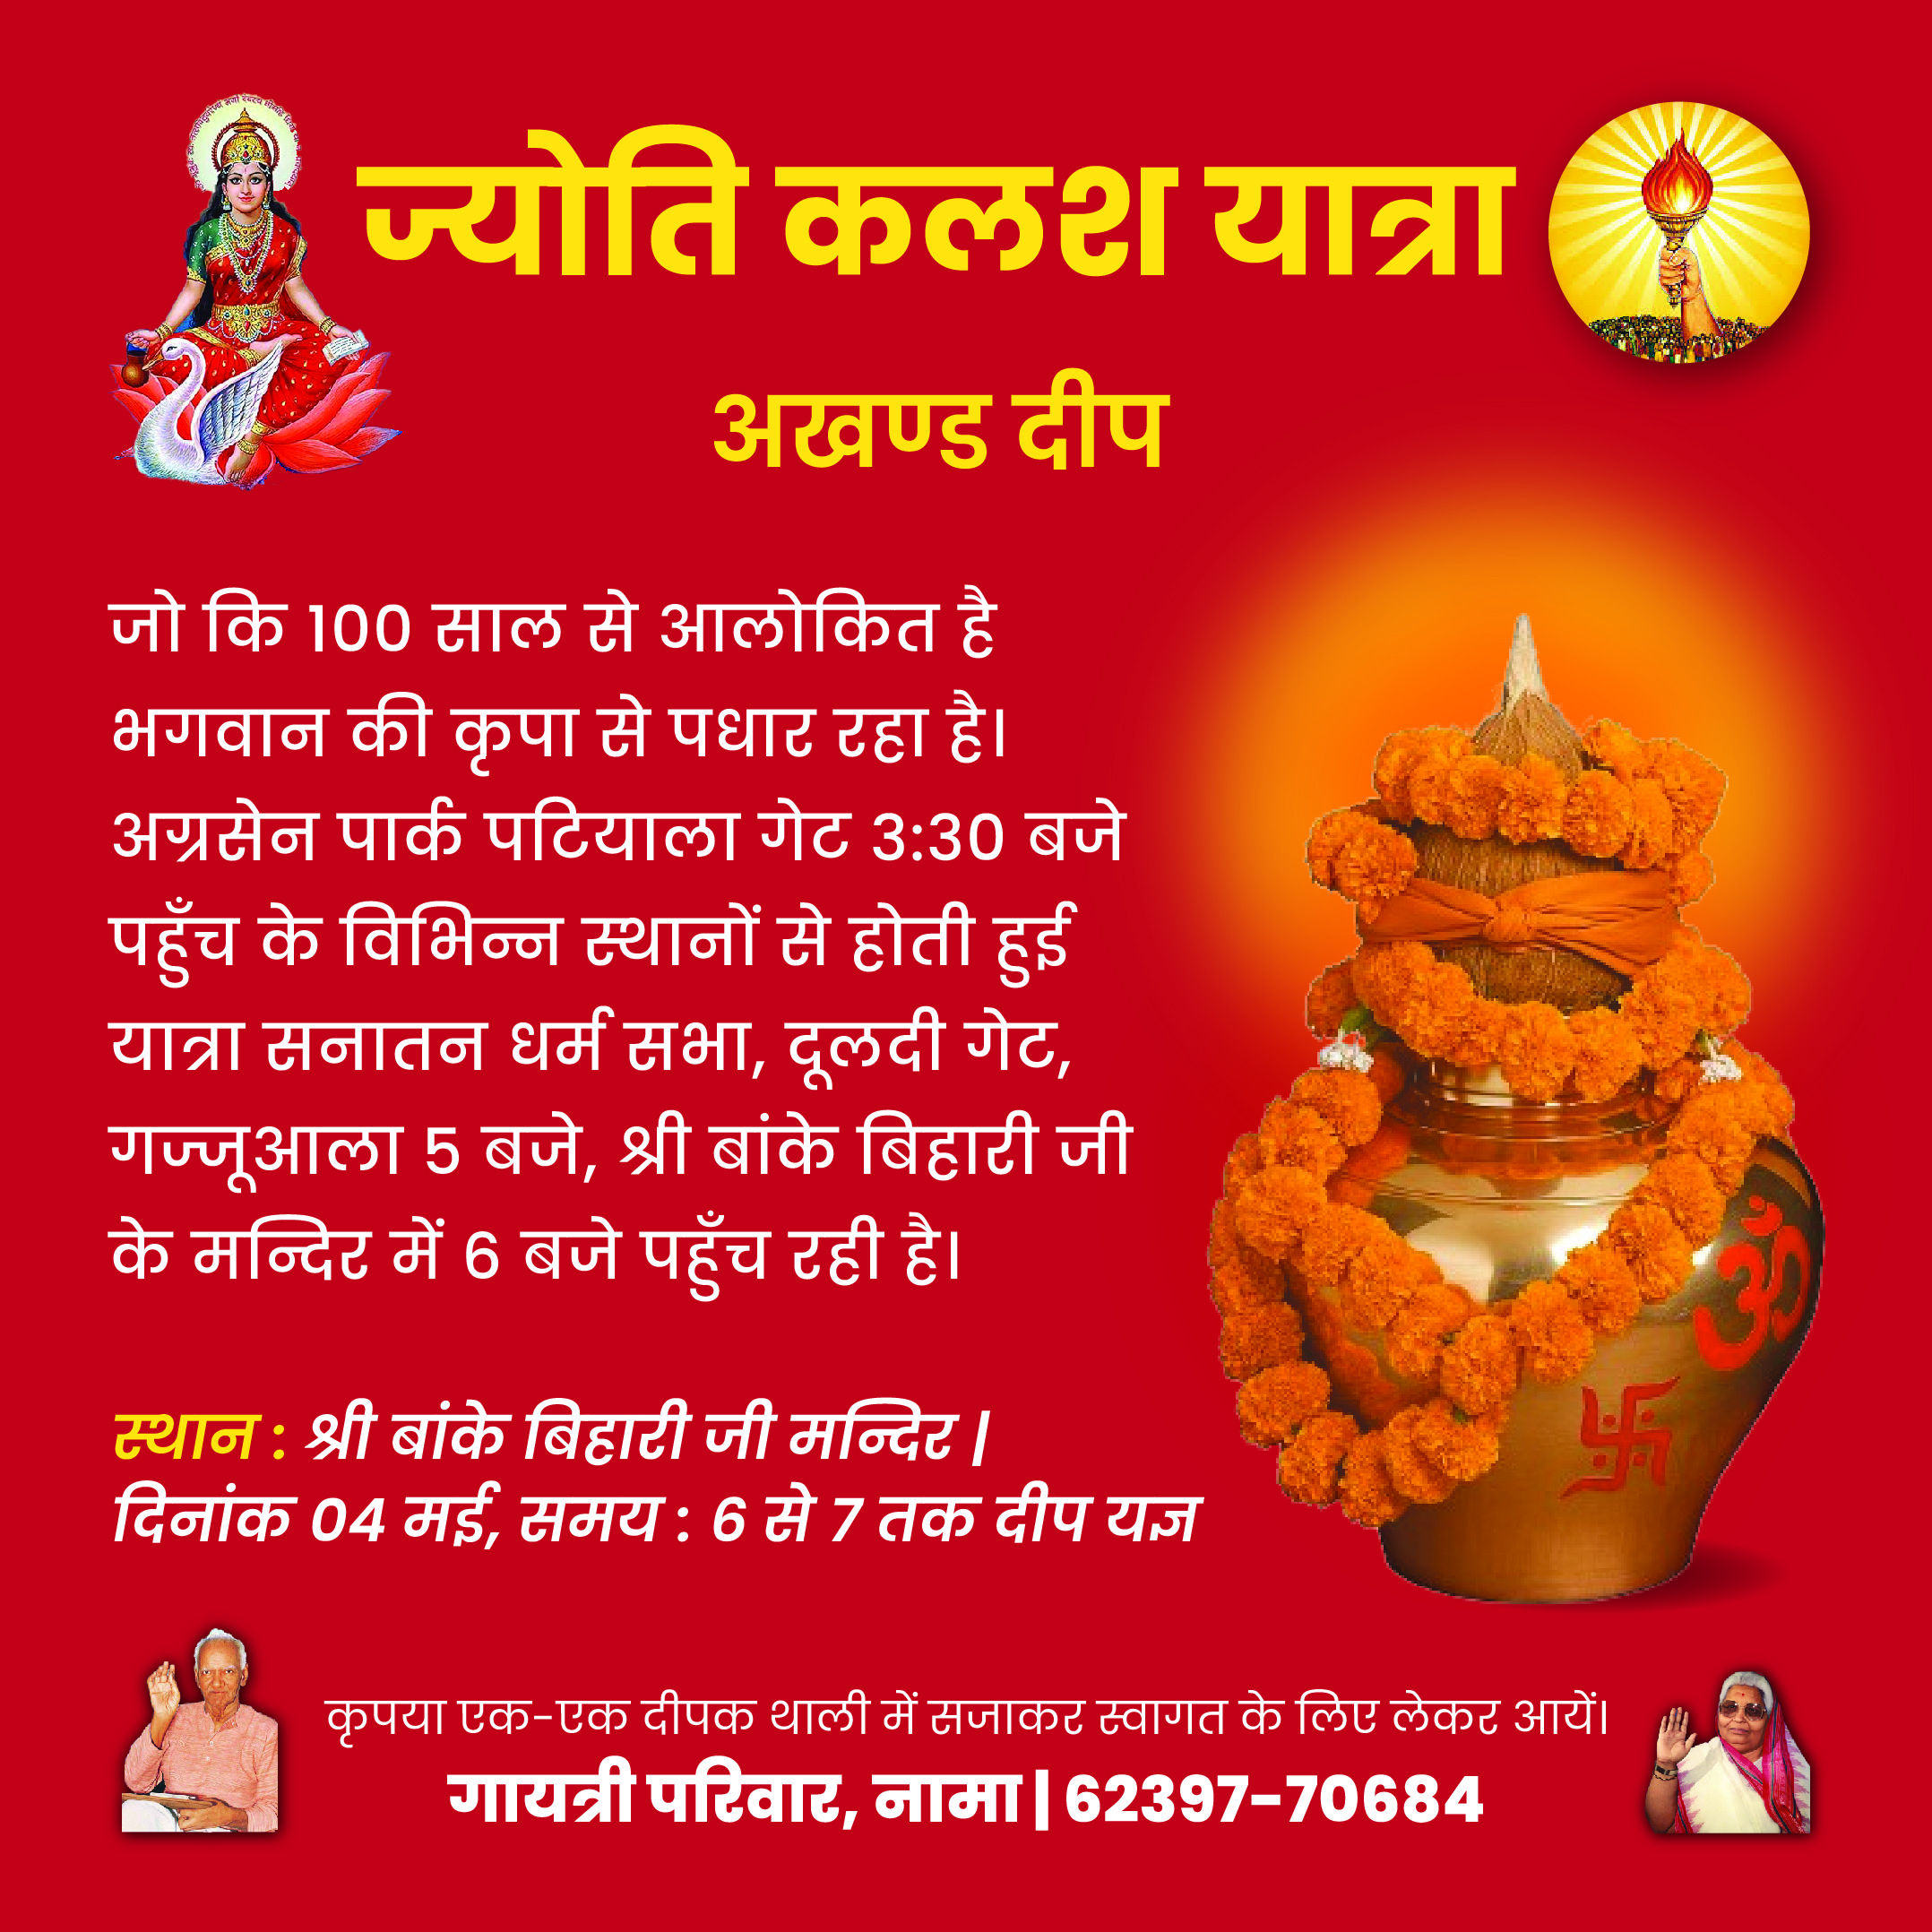 ज्योति कलश यात्रा
अखण्ड दीप
जो कि 100 साल से आलोकित है
भगवान की कृपा से पधार रहा है।
अग्रसेन पार्क पटियाला गेट 3:30 बजे
पहुँच के विभिन्न स्थानों से होती हुई
यात्रा सनातन धर्म सभा, दूलदी गेट,
गज्जूआला 5 बजे, श्री बांके बिहारी जी
के मन्दिर में 6 बजे पहुँच रही है।
ॐ
स्थान : श्री बांके बिहारी जी मन्दिर |
दिनांक 04 मई, समय : 6 से 7 तक दीप यज्ञ
कृपया एक-एक दीपक थाली में सजाकर स्वागत के लिए लेकर आयें।
गायत्री परिवार, नामा | 62397-70684